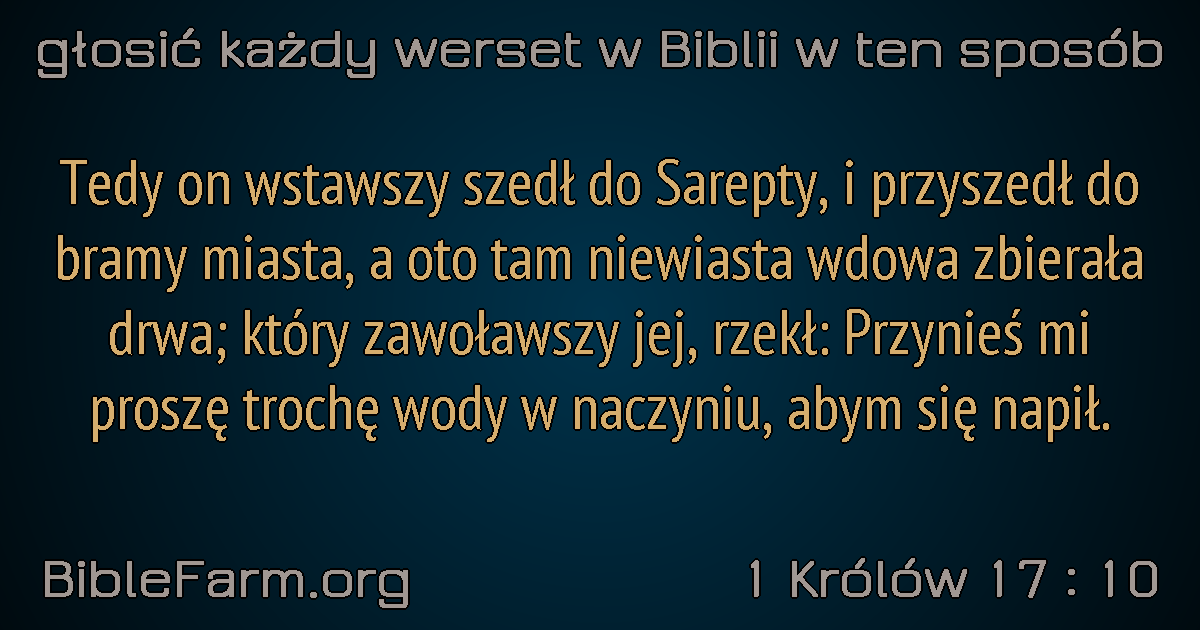 głosić każdy werset w Biblii w ten sposób
Tedy on wstawszy szedł do Sarepty, i przyszedł do
bramy miasta, a oto tam niewiasta wdowa zbierała
drwa; który zawoławszy jej, rzekł: Przynieś mi
proszę trochę wody w naczyniu, abym się napił.
BibleFarm.org
1 Królów 17 : 10